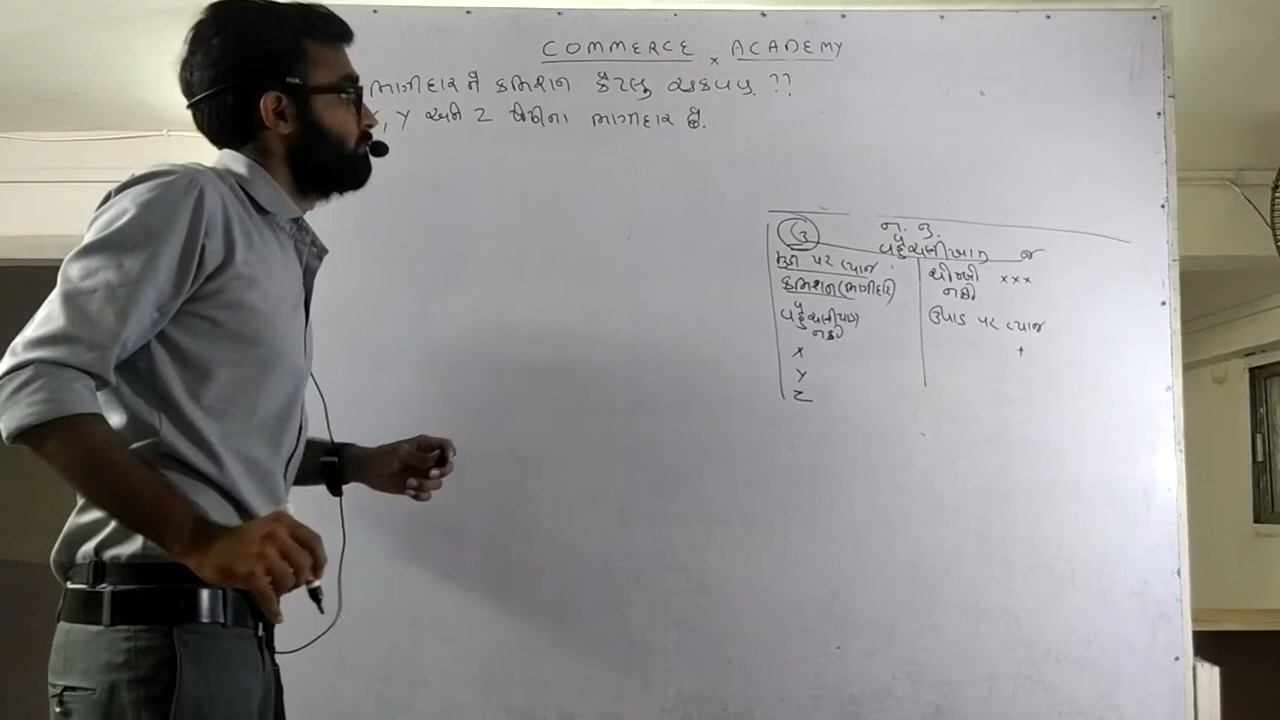 COMMERCE × ACADEMY
ભાગીદારને કમિશન કેટલુ ચુકવવુ ??
, Y અને Z પેઢીના ભાગીદાર છે.
ન. નુ.
વહેંચણી ખાતુ જ
મુડી પર વ્યાજ ચોખ્ખો ×××
કમિશન(ભાગીદાર) નફો
વહેંચણીપાત્ર ઉપાડ પર વ્યાજ
નફો +
X
Y
Z